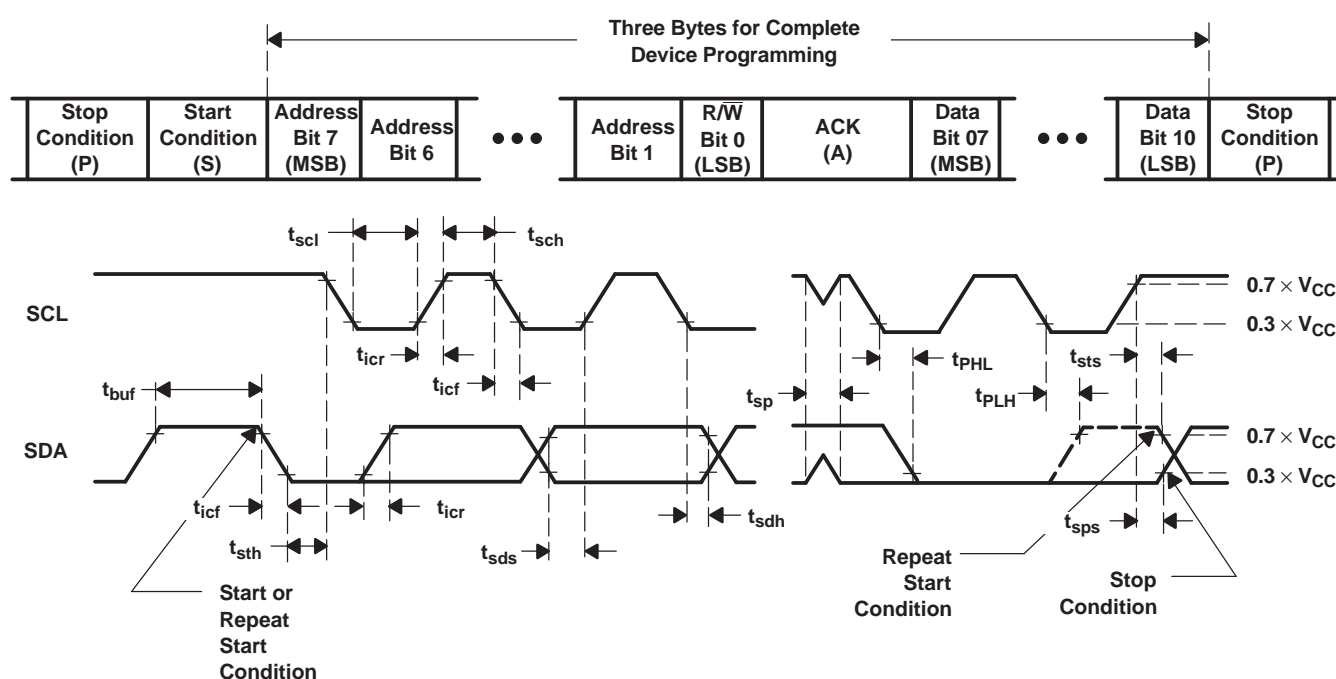 Three Bytes for Complete
Device Programming
Stop
Condition
(P)
Start
Condition
(S)
Address
Bit 7
(MSB)
Address
Bit 6
•••
Address
Bit 1
R/W̅
Bit 0
(LSB)
ACK
(A)
Data
Bit 07
(MSB)
•••
Data
Bit 10
(LSB)
Stop
Condition
(P)
tscl
tsch
SCL
0.7 × VCC
0.3 × VCC
ticr
ticf
tPHL
tsts
tbuf
tsp
tPLH
SDA
0.7 × VCC
0.3 × VCC
ticf
ticr
tsdh
tsth
tsds
tsps
Start or
Repeat
Start
Condition
Repeat
Start
Condition
Stop
Condition